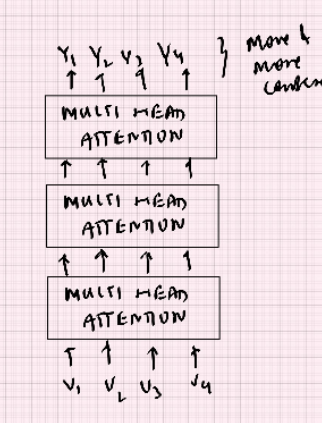 Y1 Y2 Y3 Y4
More &
more
MULTI HEAD
ATTENTION
MULTI HEAD
ATTENTION
MULTI HEAD
ATTENTION
V1 V2 V3 V4